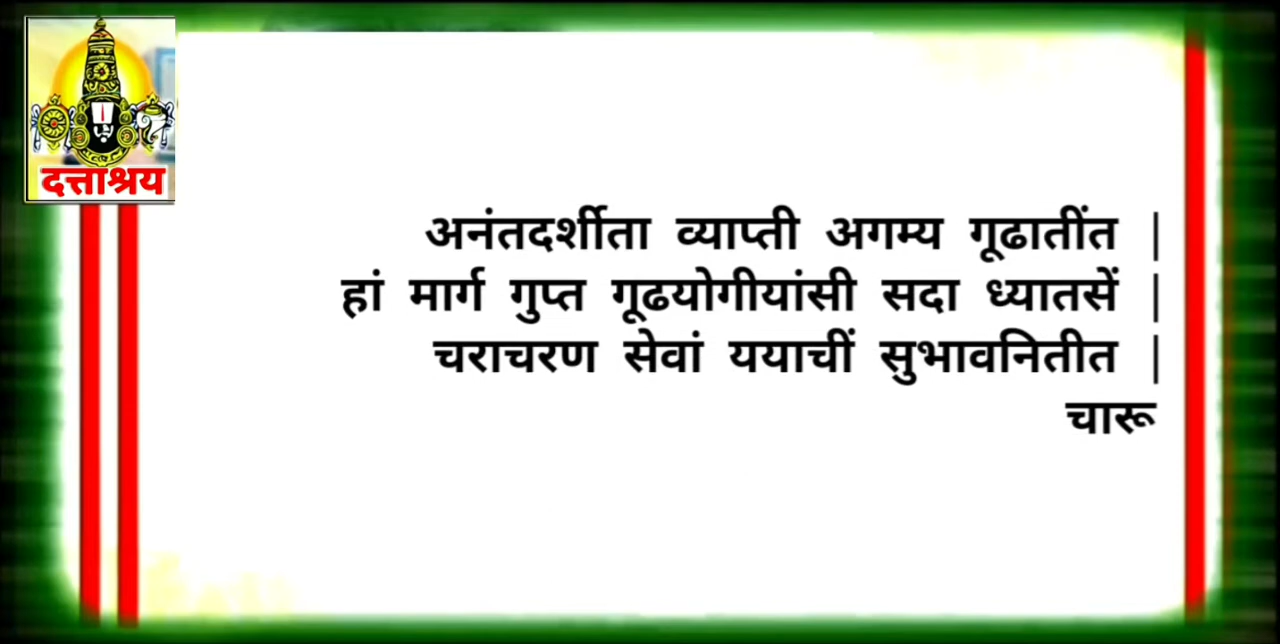 दत्ताश्रय
अनंतदर्शीता व्याप्ती अगम्य गूढातींत |
हां मार्ग गुप्त गूढयोगीयांसी सदा ध्यातसें |
चराचरण सेवां ययाचीं सुभावनितीत |
चारू